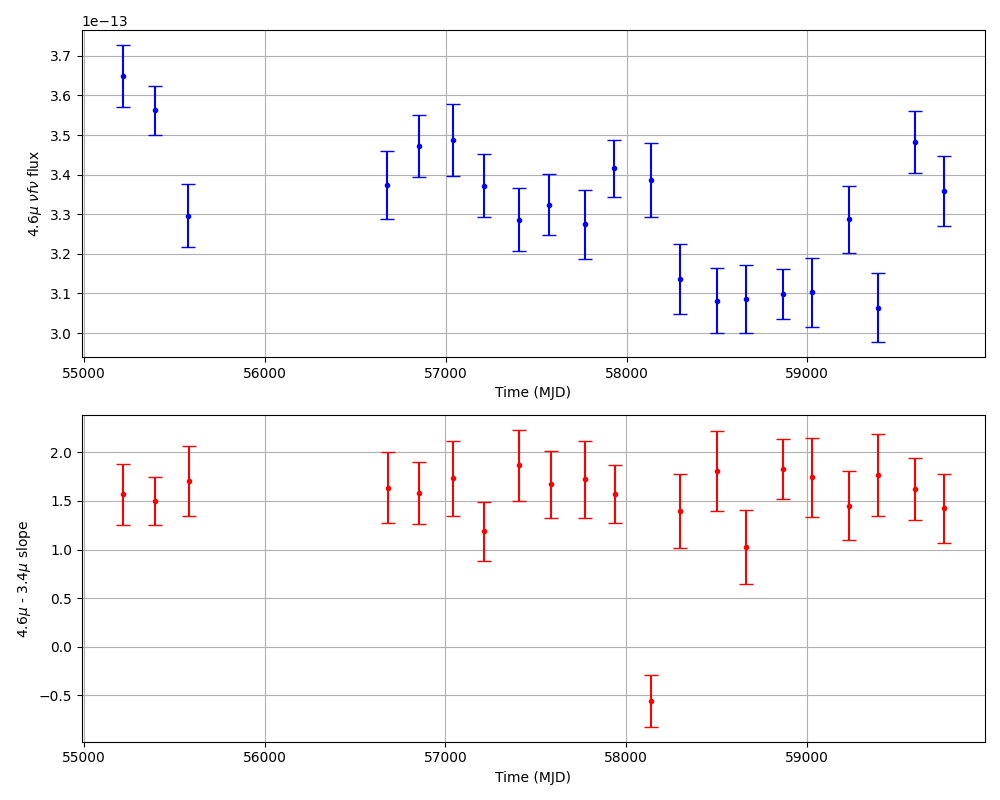 1e−13
3.7
3.6
3.5
3.4
3.3
3.2
3.1
3.0
4.6μ νfν flux
55000 56000 57000 58000 59000
Time (MJD)
2.0
1.5
1.0
0.5
0.0
−0.5
4.6μ - 3.4μ slope
55000 56000 57000 58000 59000
Time (MJD)